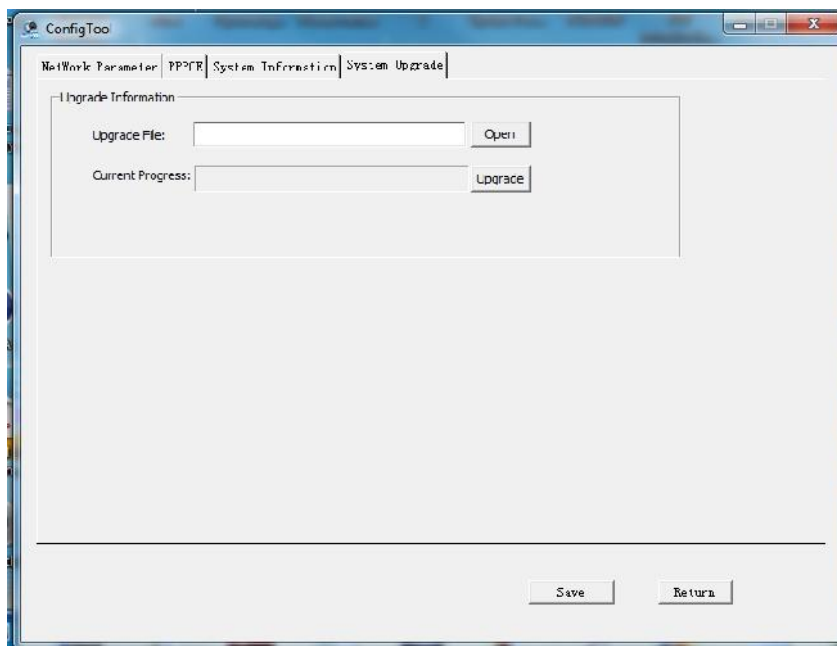 ConfigTool
NetWork Parameter
PPPOE
System Information
System Upgrade
Upgrade Information
Upgrade File:
Open
Current Progress:
Upgrade
Save
Return